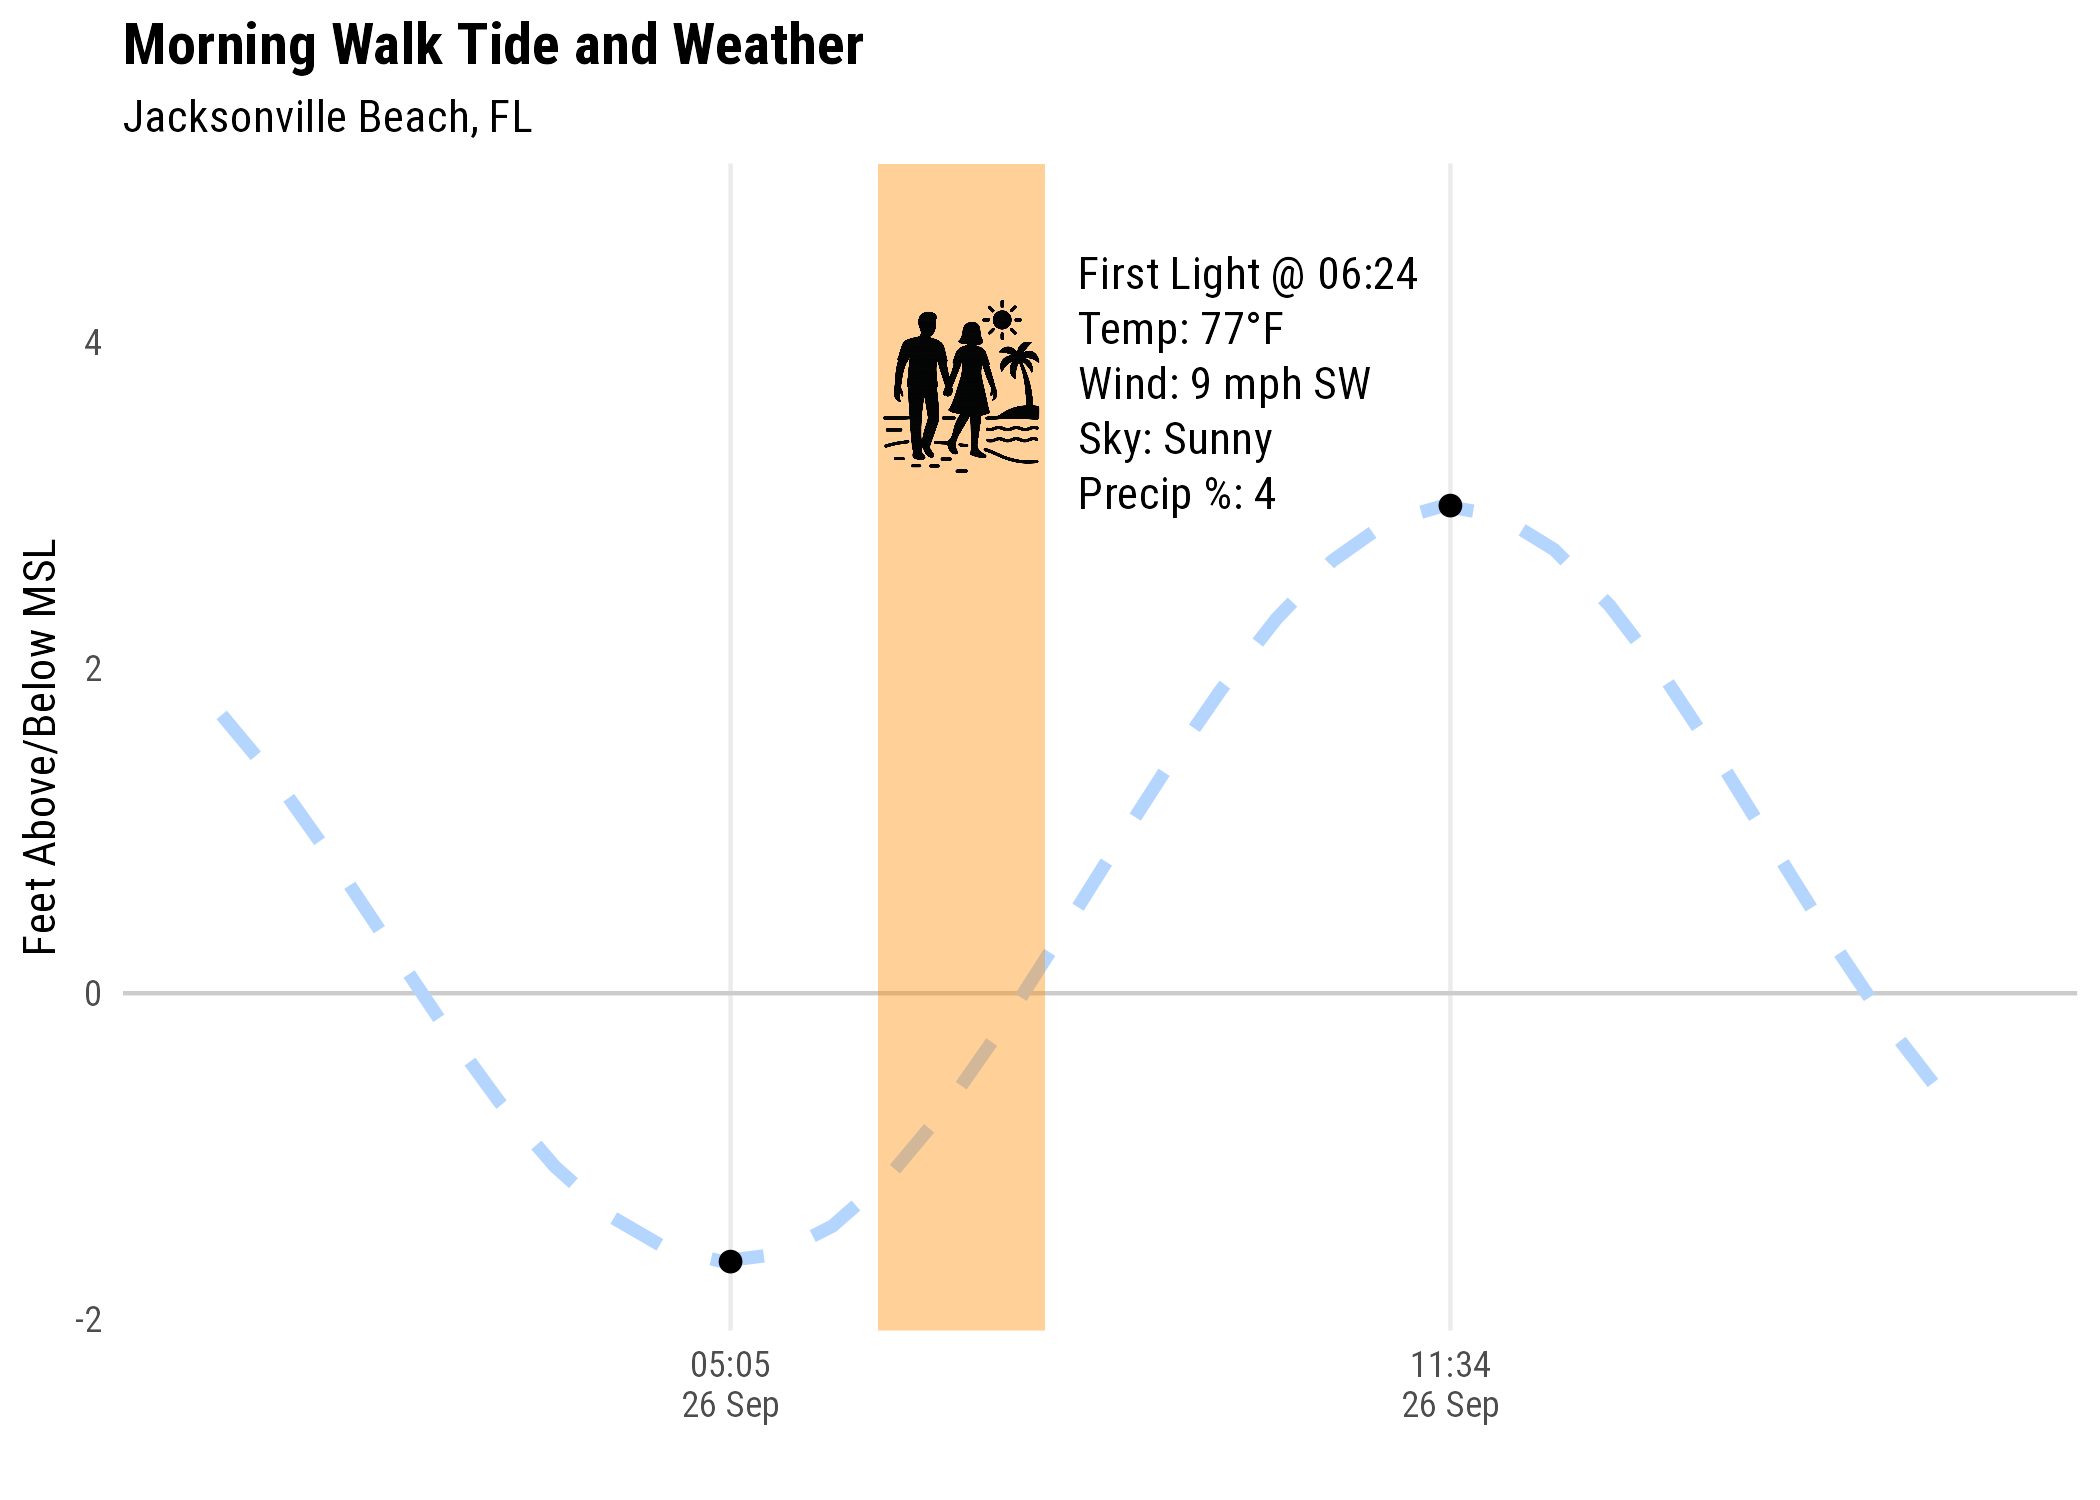 Morning Walk Tide and Weather
Jacksonville Beach, FL
First Light @ 06:24
Temp: 77°F
Wind: 9 mph SW
Sky: Sunny
Precip %: 4
Feet Above/Below MSL
4
2
0
-2
05:05
26 Sep
11:34
26 Sep